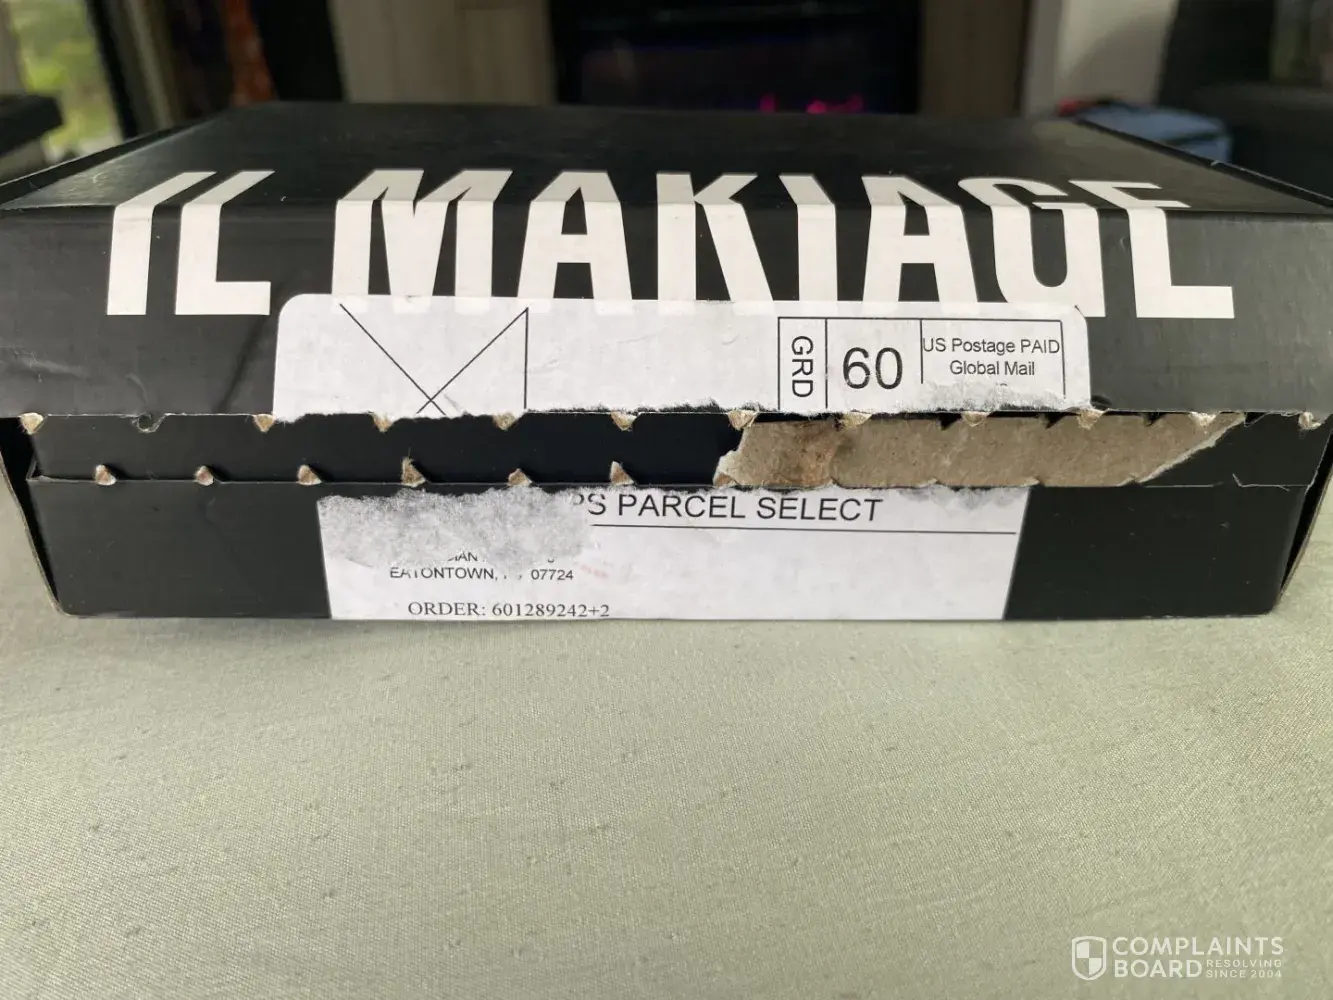 IL MAKIAGE
GRD
60
US Postage PAID
Global Mail
PARCEL SELECT
EATONTOWN, 07724
ORDER: 601289242+2
COMPLAINTS
BOARD RESOLVING
SINCE 2004